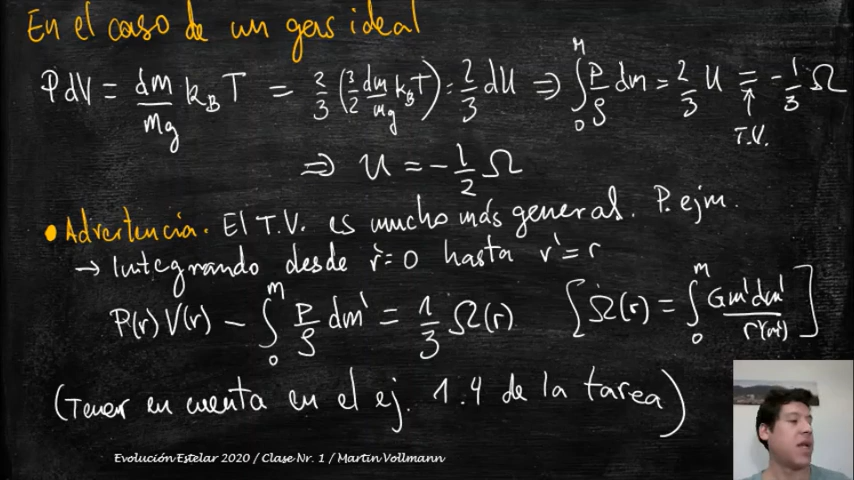 En el caso de un gas ideal
PdV = dm/mg k_B T = 2/3 (3/2 dm/mg k_B T) = 2/3 dU ⇒ ∫₀ᴹ P/ρ dm = 2/3 U = -1/3 Ω
↑ T.V.
⇒ U = -1/2 Ω
• Advertencia. El T.V. es mucho más general. P. ejm.
→ Integrando desde r'=0 hasta r'=r
P(r)V(r) - ∫₀ᵐ P/ρ dm' = 1/3 Ω(r) [Ω(r) = ∫₀ᵐ Gm'dm'/r'(m')]
(Tener en cuenta en el ej. 1.4 de la tarea)
Evolución Estelar 2020 / Clase Nr. 1 / Martin Vollmann